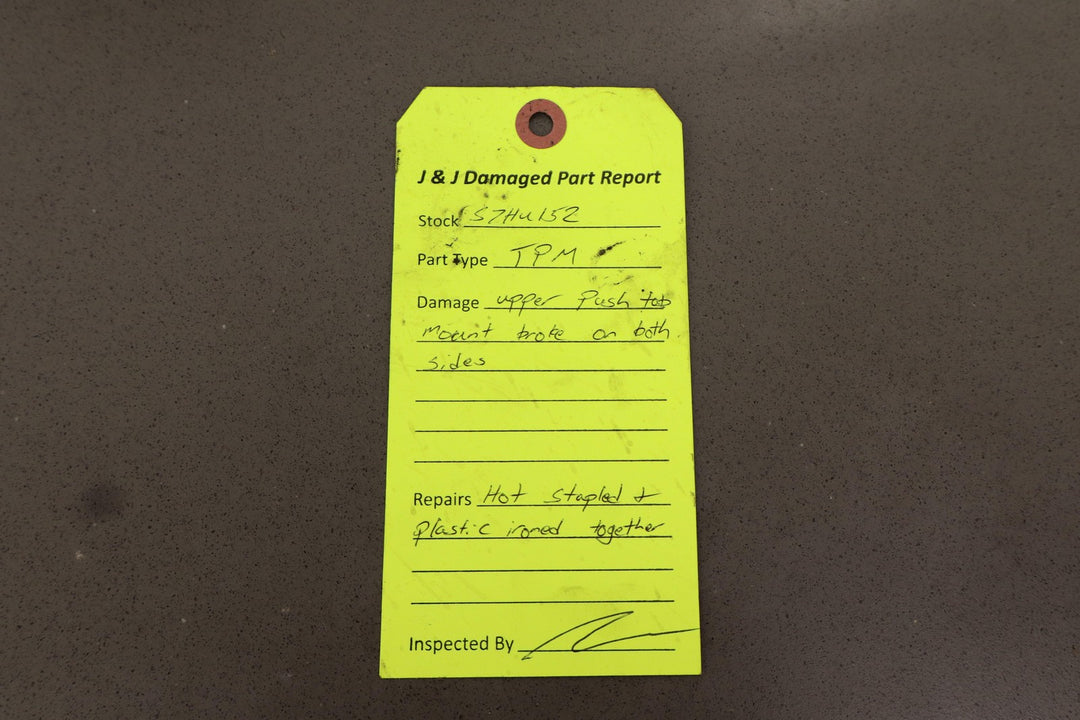 J & J Damaged Part Report
Stock S7HU152
Part Type TPM
Damage upper Push tab
mount broke on both
sides
Repairs Hot Stapled &
Plastic ironed together
Inspected By